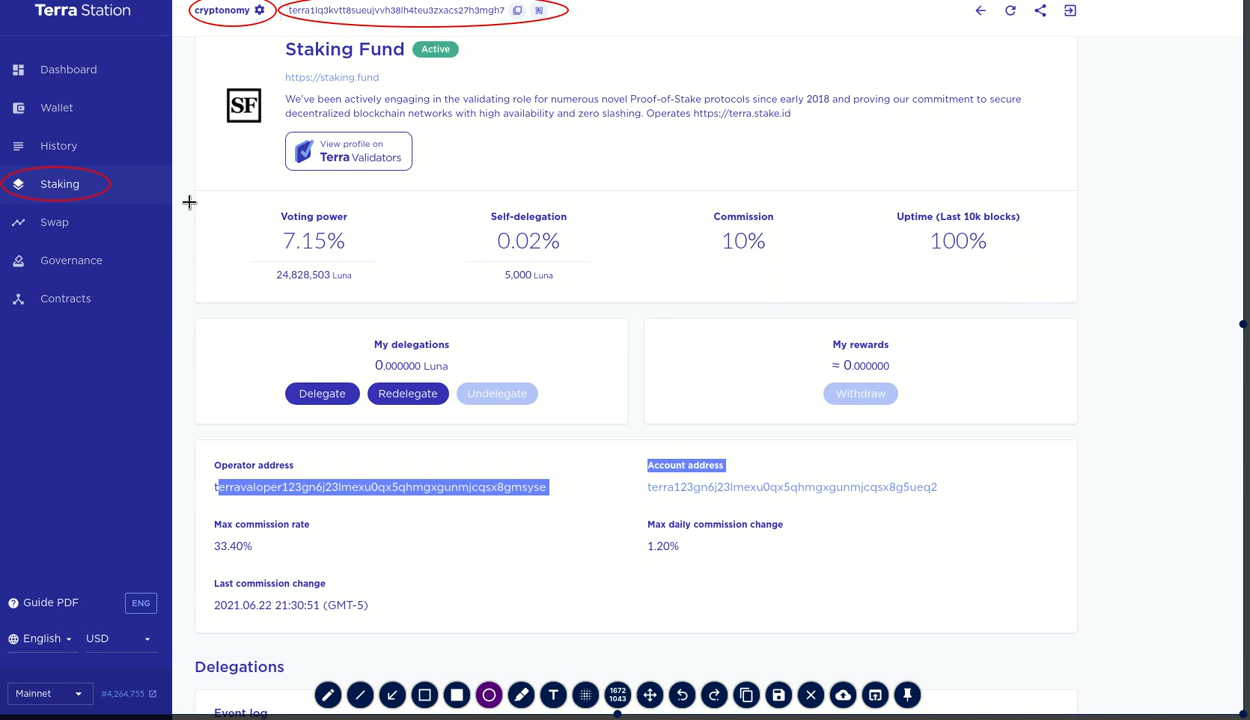 Terra Station
cryptonomy
terra1lq3kvtt8sueujvvh38lh4teu3zxacs27h3mgh7
Dashboard
Wallet
History
Staking
Swap
Governance
Contracts
Guide PDF
ENG
English
USD
Mainnet
#4,264,755
Staking Fund
Active
https://staking.fund
SF
We've been actively engaging in the validating role for numerous novel Proof-of-Stake protocols since early 2018 and proving our commitment to secure
decentralized blockchain networks with high availability and zero slashing. Operates https://terra.stake.id
View profile on
Terra Validators
Voting power
7.15%
24,828,503 Luna
Self-delegation
0.02%
5,000 Luna
Commission
10%
Uptime (Last 10k blocks)
100%
My delegations
0.000000 Luna
Delegate
Redelegate
Undelegate
My rewards
≈ 0.000000
Withdraw
Operator address
terravaloper123gn6j23lmexu0qx5qhmgxgunmjcqsx8gmsyse
Account address
terra123gn6j23lmexu0qx5qhmgxgunmjcqsx8g5ueq2
Max commission rate
33.40%
Max daily commission change
1.20%
Last commission change
2021.06.22 21:30:51 (GMT-5)
Delegations
T
1672
1043
Event log